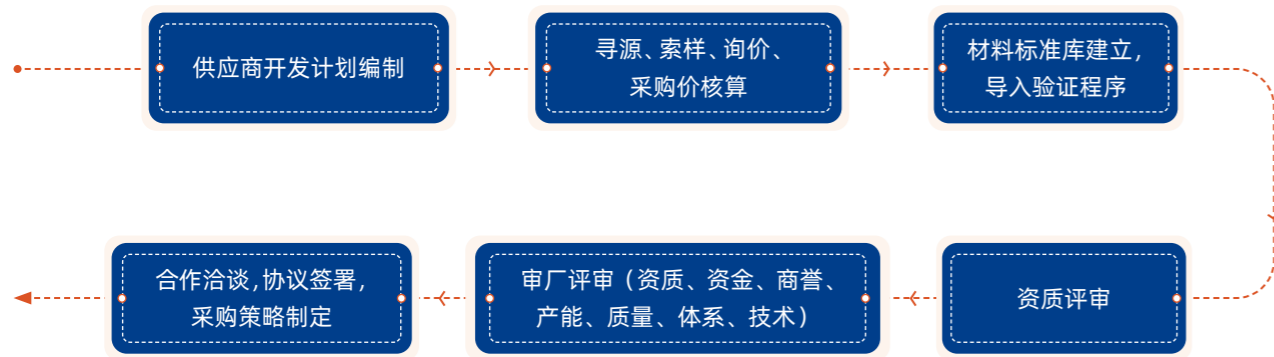 供应商开发计划编制
寻源、索样、询价、
采购价核算
材料标准库建立，
导入验证程序
资质评审
审厂评审（资质、资金、商誉、
产能、质量、体系、技术）
合作洽谈，协议签署，
采购策略制定